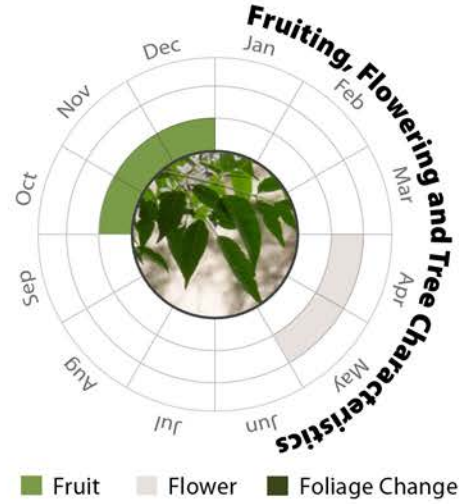 Fruiting, Flowering and Tree Characteristics
Jan
Feb
Mar
Apr
May
Jun
Jul
Aug
Sep
Oct
Nov
Dec
Fruit
Flower
Foliage Change